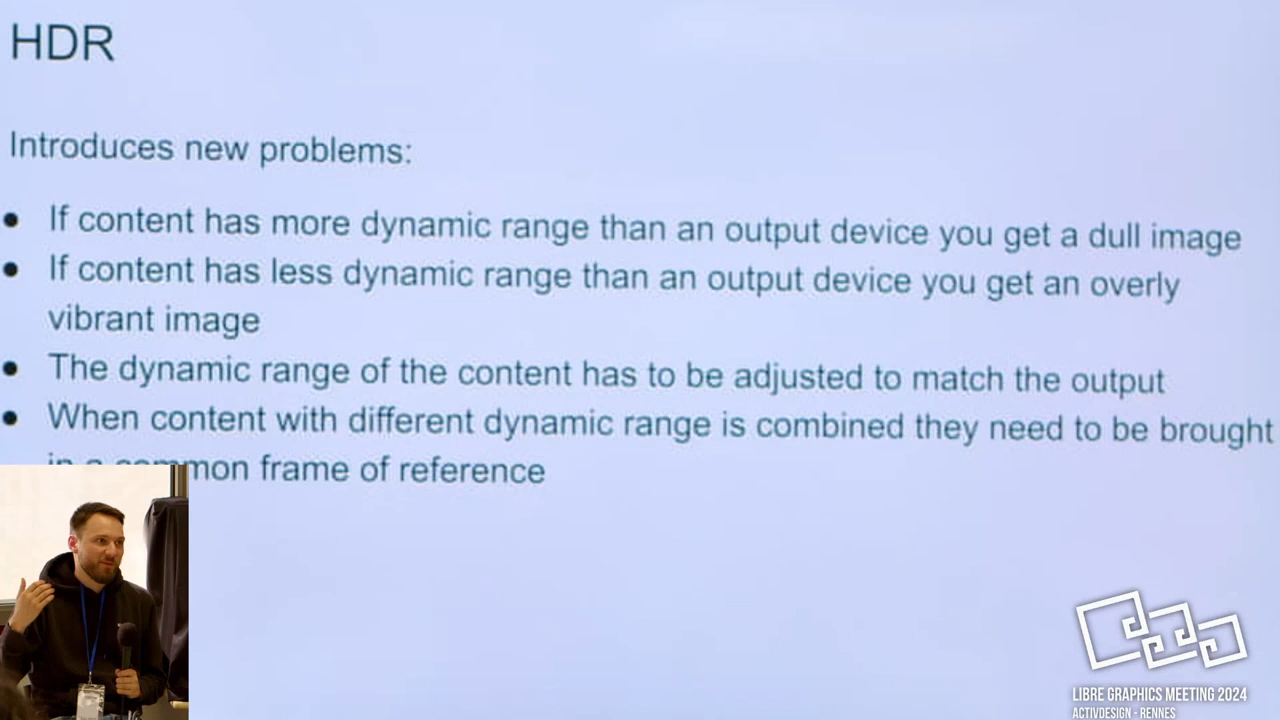 HDR
Introduces new problems:
● If content has more dynamic range than an output device you get a dull image
● If content has less dynamic range than an output device you get an overly
vibrant image
● The dynamic range of the content has to be adjusted to match the output
● When content with different dynamic range is combined they need to be brought
in a common frame of reference
LIBRE GRAPHICS MEETING 2024
ACTIVDESIGN - RENNES